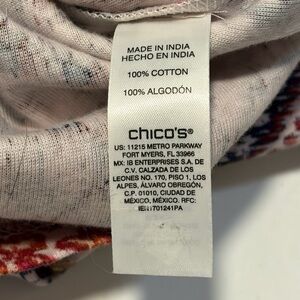 MADE IN INDIA
HECHO EN INDIA
100% COTTON
100% ALGODÓN
chico's®
US: 11215 METRO PARKWAY
FORT MYERS, FL 33966
MX: IB ENTERPRISES S.A. DE
C.V. CALZADA DE LOS
LEONES NO. 170, PISO 1, LOS
ALPES, ÁLVARO OBREGÓN,
C.P. 01010, CIUDAD DE
MÉXICO, MÉXICO. RFC: